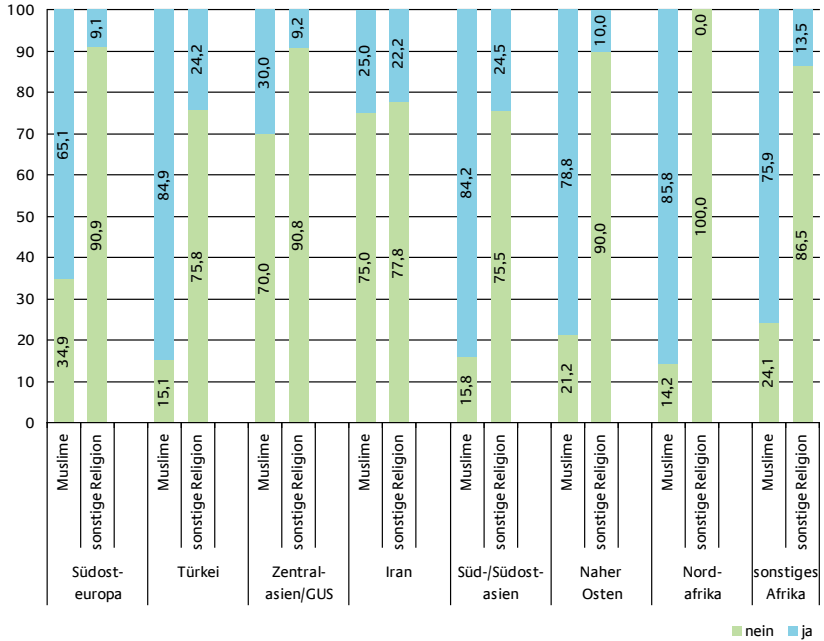 100
90
80
70
60
50
40
30
20
10
0
65,1
34,9
9,1
90,9
84,9
15,1
24,2
75,8
30,0
70,0
9,2
90,8
25,0
75,0
22,2
77,8
84,2
15,8
24,5
75,5
78,8
21,2
10,0
90,0
85,8
14,2
0,0
100,0
75,9
24,1
13,5
86,5
Muslime
sonstige Religion
Muslime
sonstige Religion
Muslime
sonstige Religion
Muslime
sonstige Religion
Muslime
sonstige Religion
Muslime
sonstige Religion
Muslime
sonstige Religion
Muslime
sonstige Religion
Südost-
europa
Türkei
Zentral-
asien/GUS
Iran
Süd-/Südost-
asien
Naher
Osten
Nord-
afrika
sonstiges
Afrika
nein ja